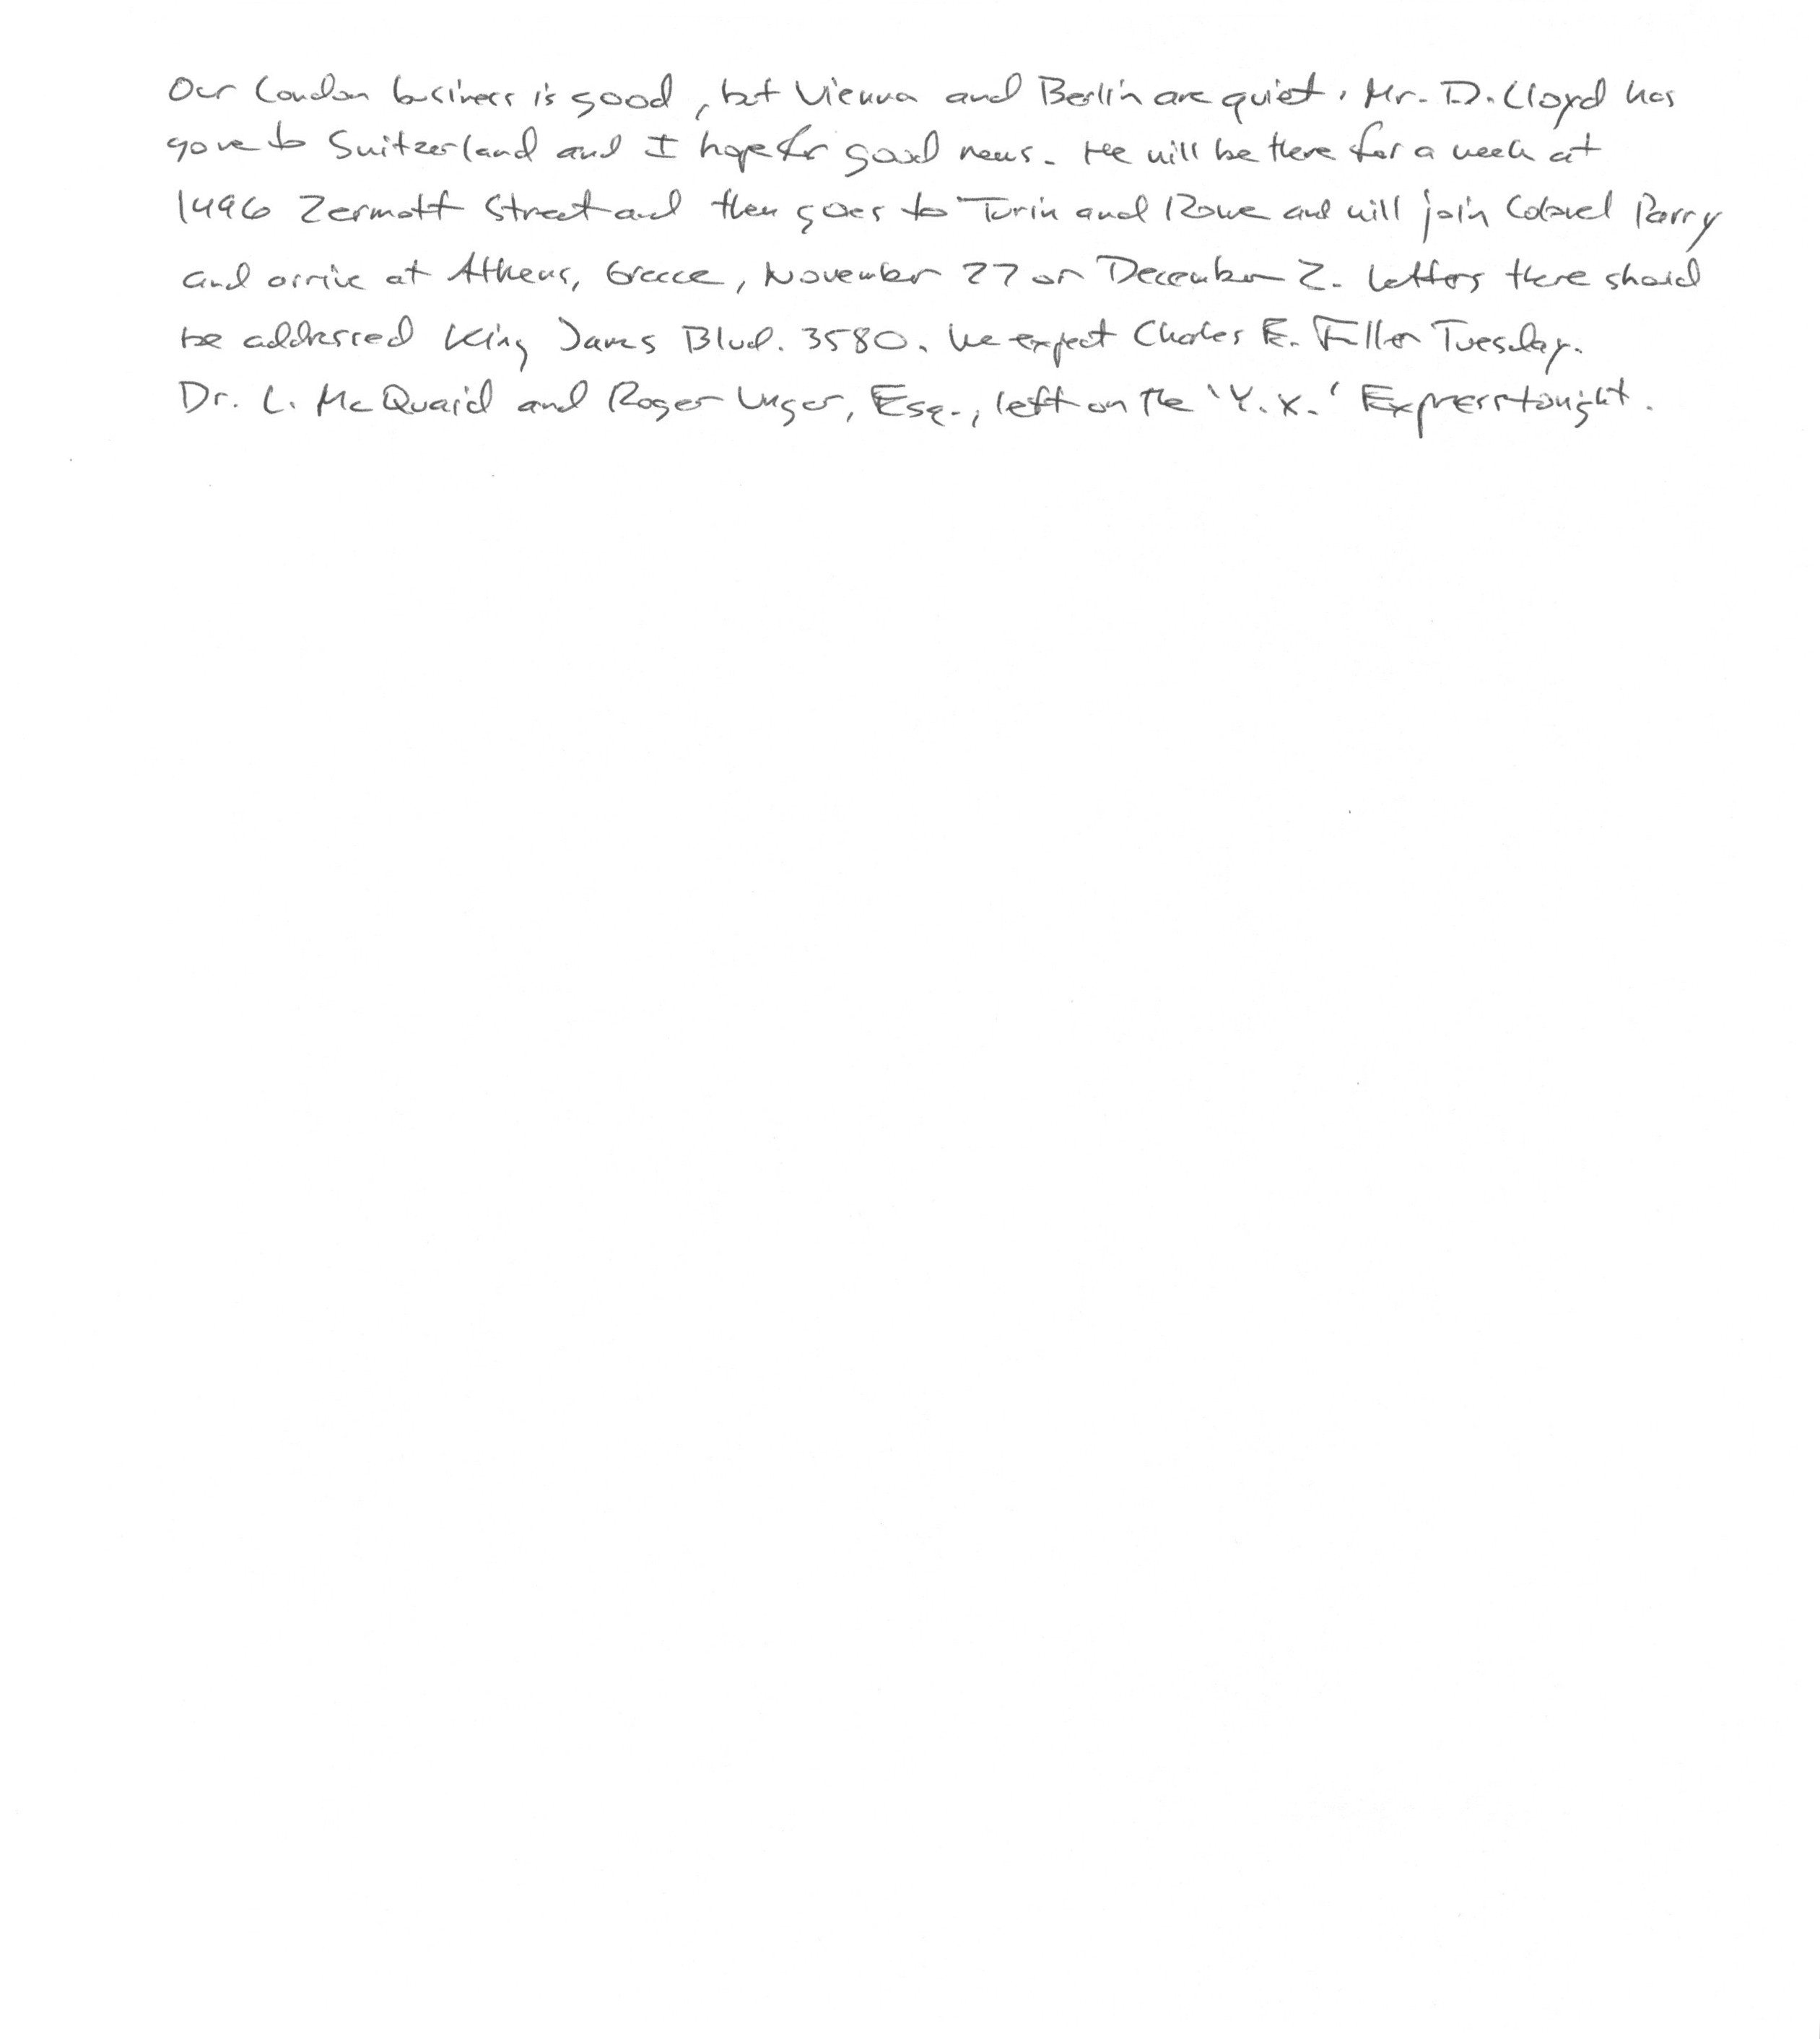 Our London business is good, but Vienna and Berlin are quiet. Mr. D. Lloyd has
gone to Switzerland and I hope for good news. He will be there for a week at
1496 Zermott Street and then goes to Turin and Rome and will join Colonel Parry
and arrive at Athens, Greece, November 27 or December 2. Letters there should
be addressed King James Blvd. 3580. We expect Charles E. Fuller Tuesday.
Dr. L. McQuaid and Roger Unger, Esq., left on the 'Y.X.' Express tonight.